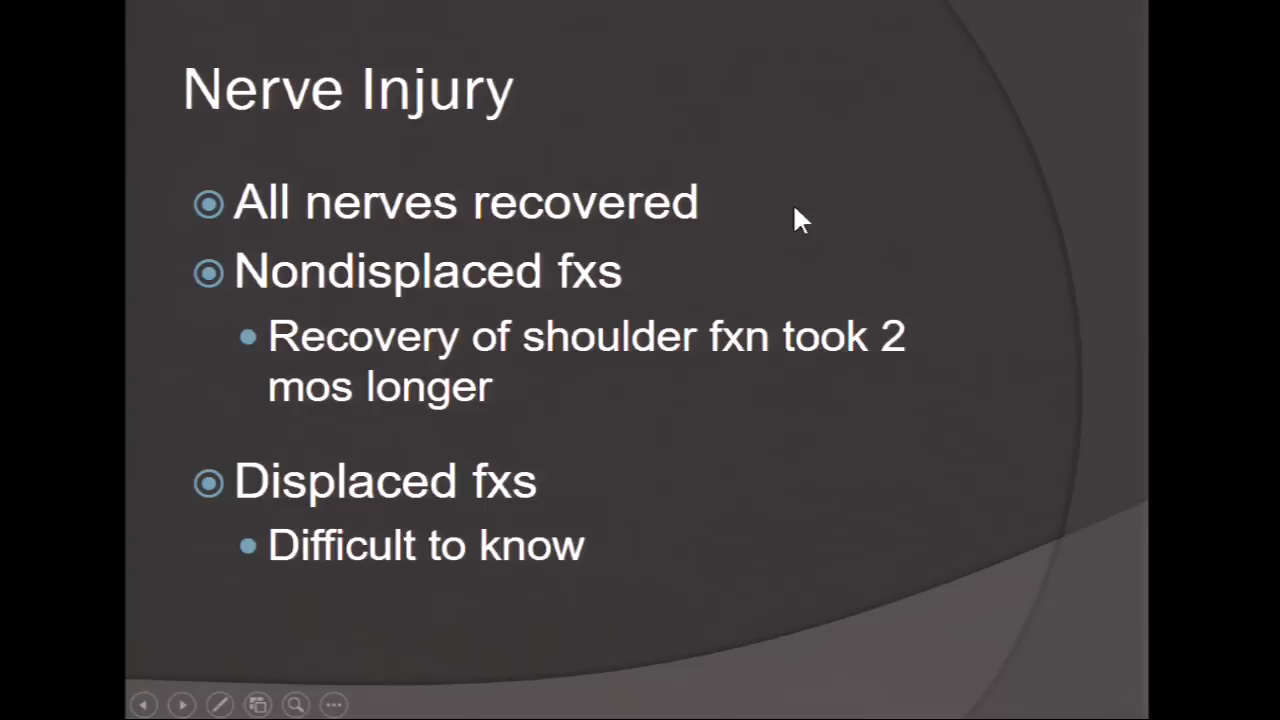 Nerve Injury
All nerves recovered
Nondisplaced fxs
Recovery of shoulder fxn took 2
mos longer
Displaced fxs
Difficult to know